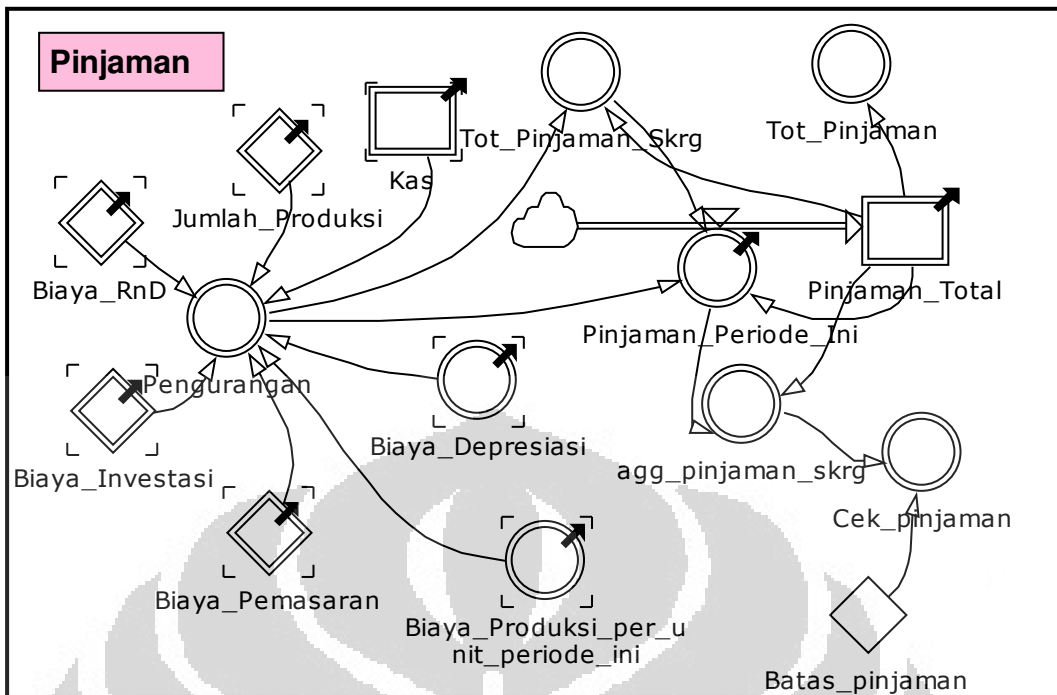 Pinjaman
Tot_Pinjaman_Skrg
Tot_Pinjaman
Kas
Jumlah_Produksi
Biaya_RnD
Pinjaman_Total
Pinjaman_Periode_Ini
Pengurangan
Biaya_Depresiasi
Biaya_Investasi
agg_pinjaman_skrg
Cek_pinjaman
Biaya_Pemasaran
Biaya_Produksi_per_u
nit_periode_ini
Batas_pinjaman